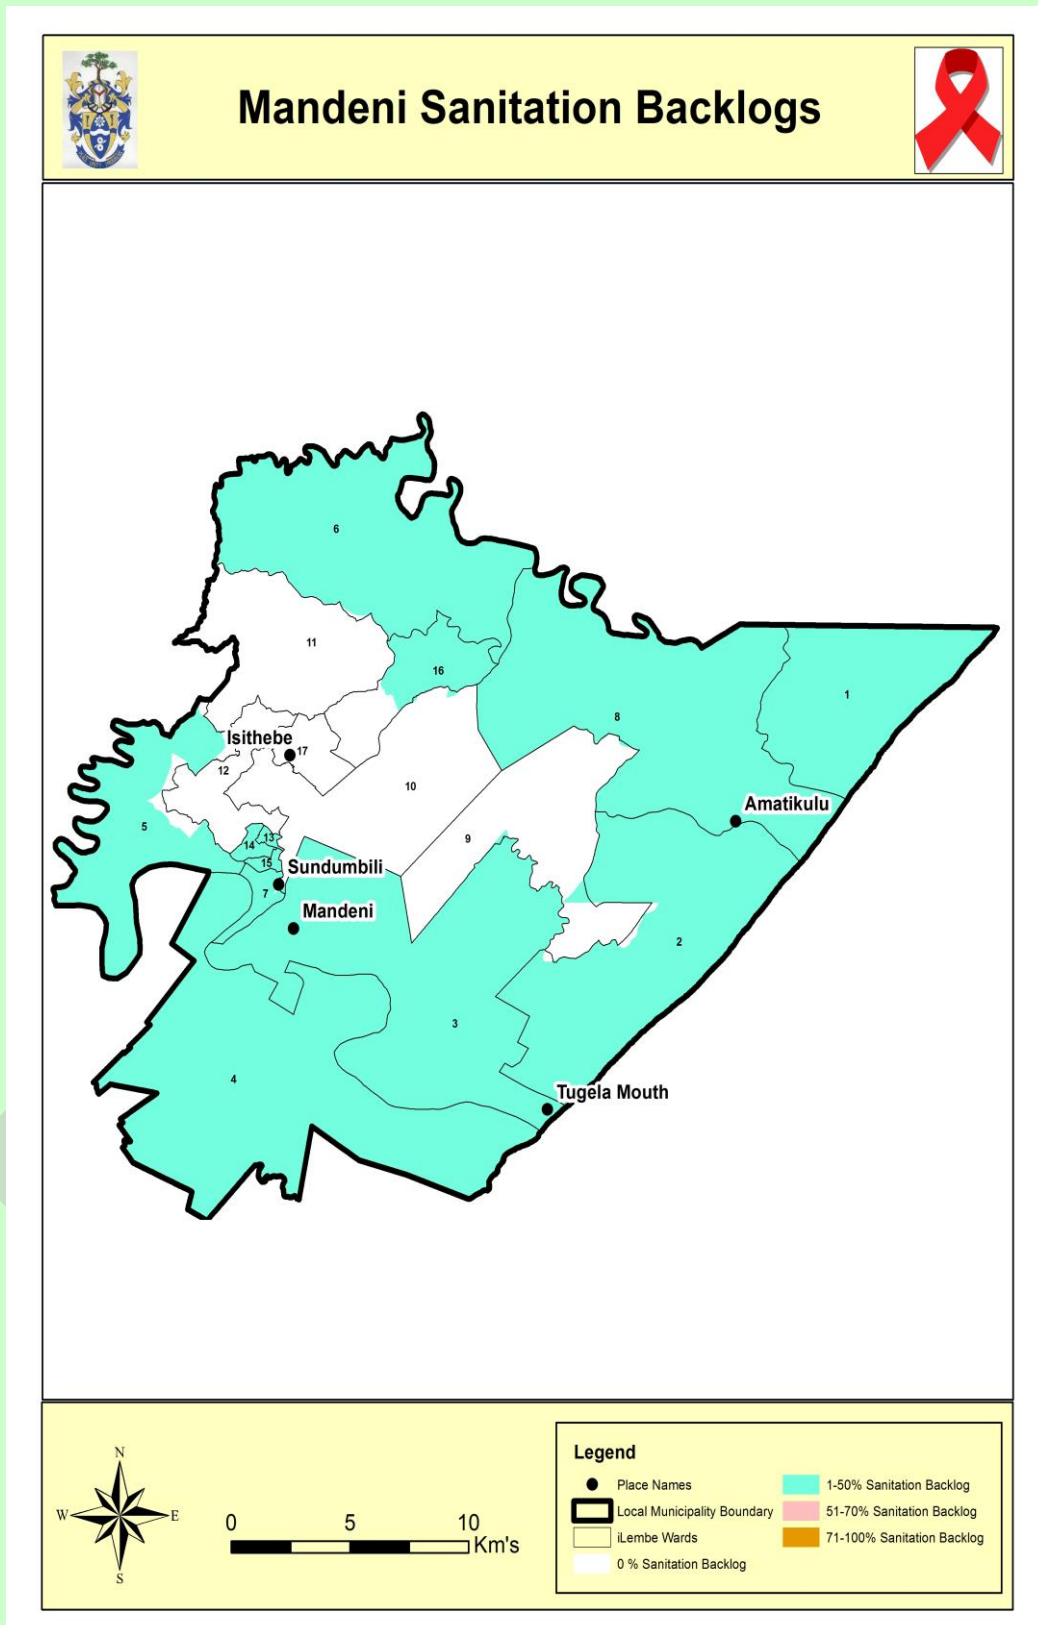 Mandeni Sanitation Backlogs
6
11
16
1
8
Isithebe
17
12
10
Amatikulu
5
9
13
14
15
Sundumbili
7
Mandeni
2
3
4
Tugela Mouth
N
W
E
S
0 5 10
Km's
Legend
Place Names
Local Municipality Boundary
iLembe Wards
0 % Sanitation Backlog
1-50% Sanitation Backlog
51-70% Sanitation Backlog
71-100% Sanitation Backlog